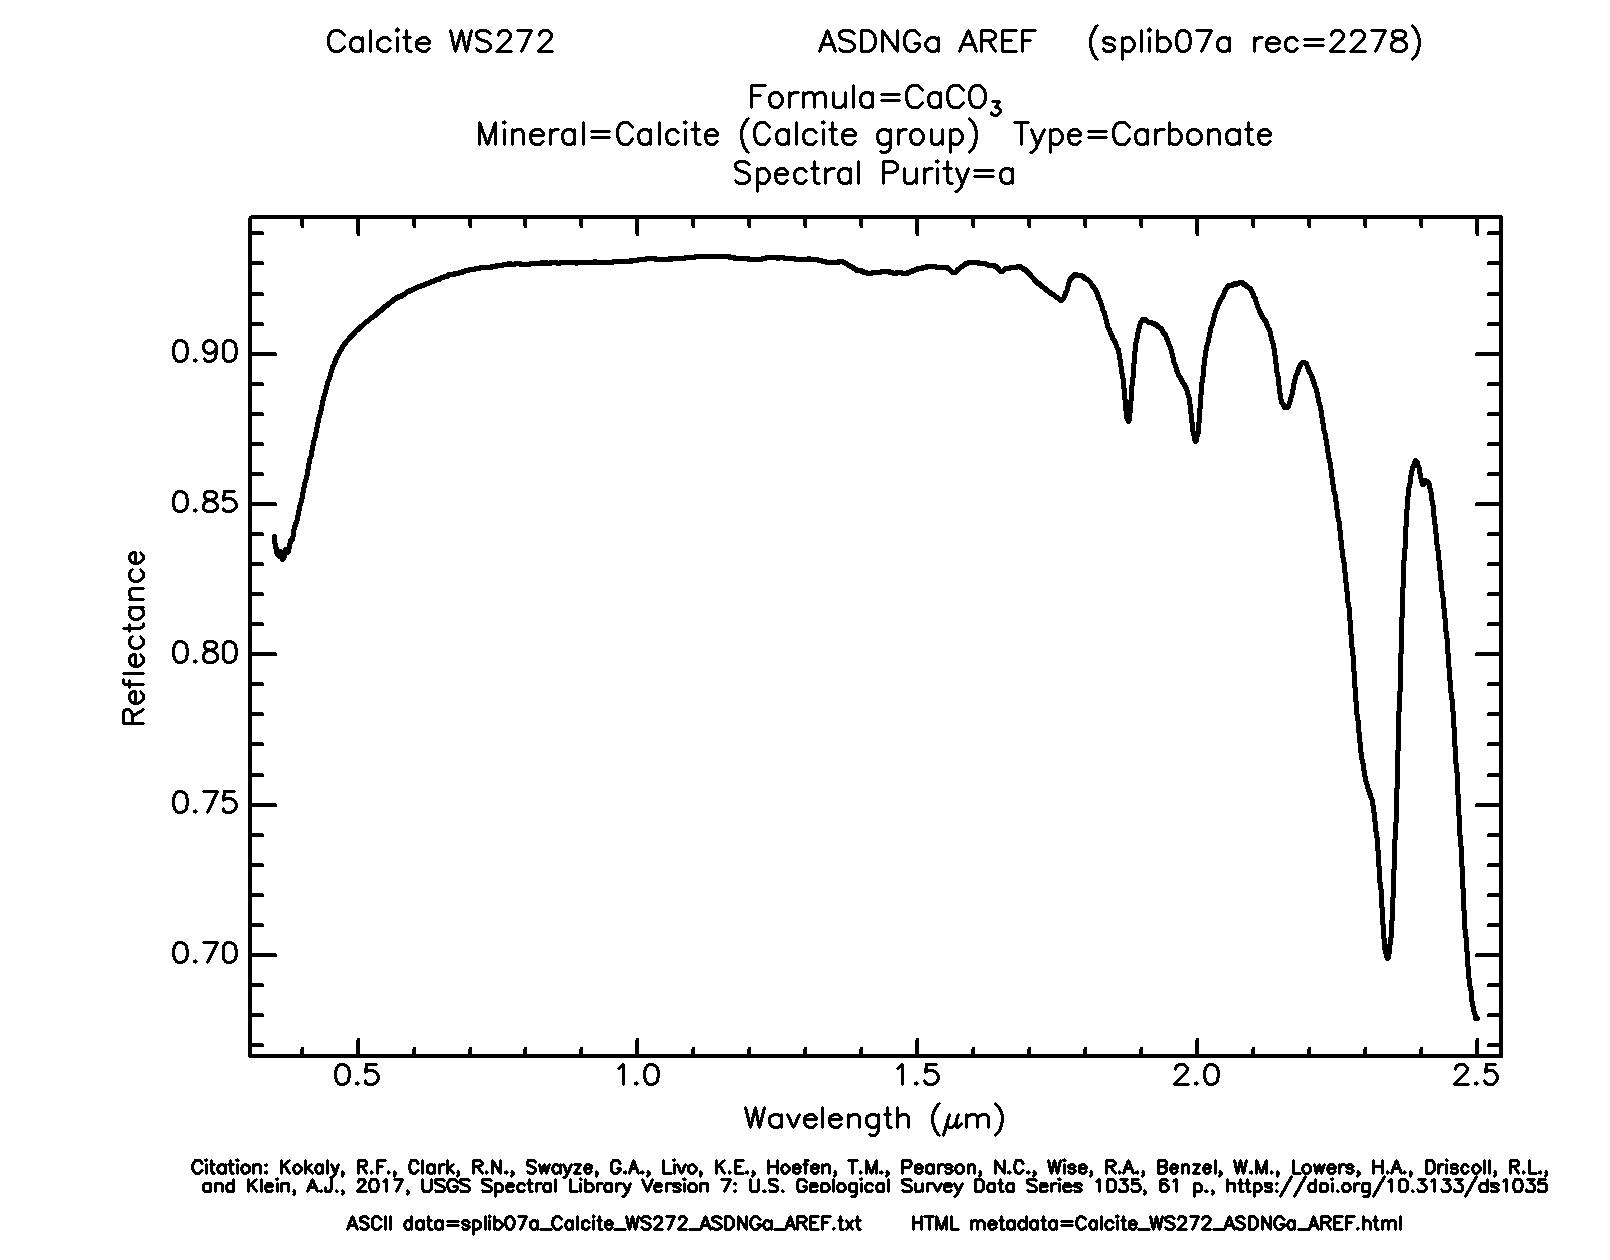 Calcite WS272 ASDNGa AREF (splib07a rec=2278)
Formula=CaCO3
Mineral=Calcite (Calcite group) Type=Carbonate
Spectral Purity=a
0.90
0.85
0.80
0.75
0.70
Reflectance
0.5 1.0 1.5 2.0 2.5
Wavelength (μm)
Citation: Kokaly, R.F., Clark, R.N., Swayze, G.A., Livo, K.E., Hoefen, T.M., Pearson, N.C., Wise, R.A., Benzel, W.M., Lowers, H.A., Driscoll, R.L.,
and Klein, A.J., 2017, USGS Spectral Library Version 7: U.S. Geological Survey Data Series 1035, 61 p., https://doi.org/10.3133/ds1035
ASCII data=splib07a_Calcite_WS272_ASDNGa_AREF.txt HTML metadata=Calcite_WS272_ASDNGa_AREF.html